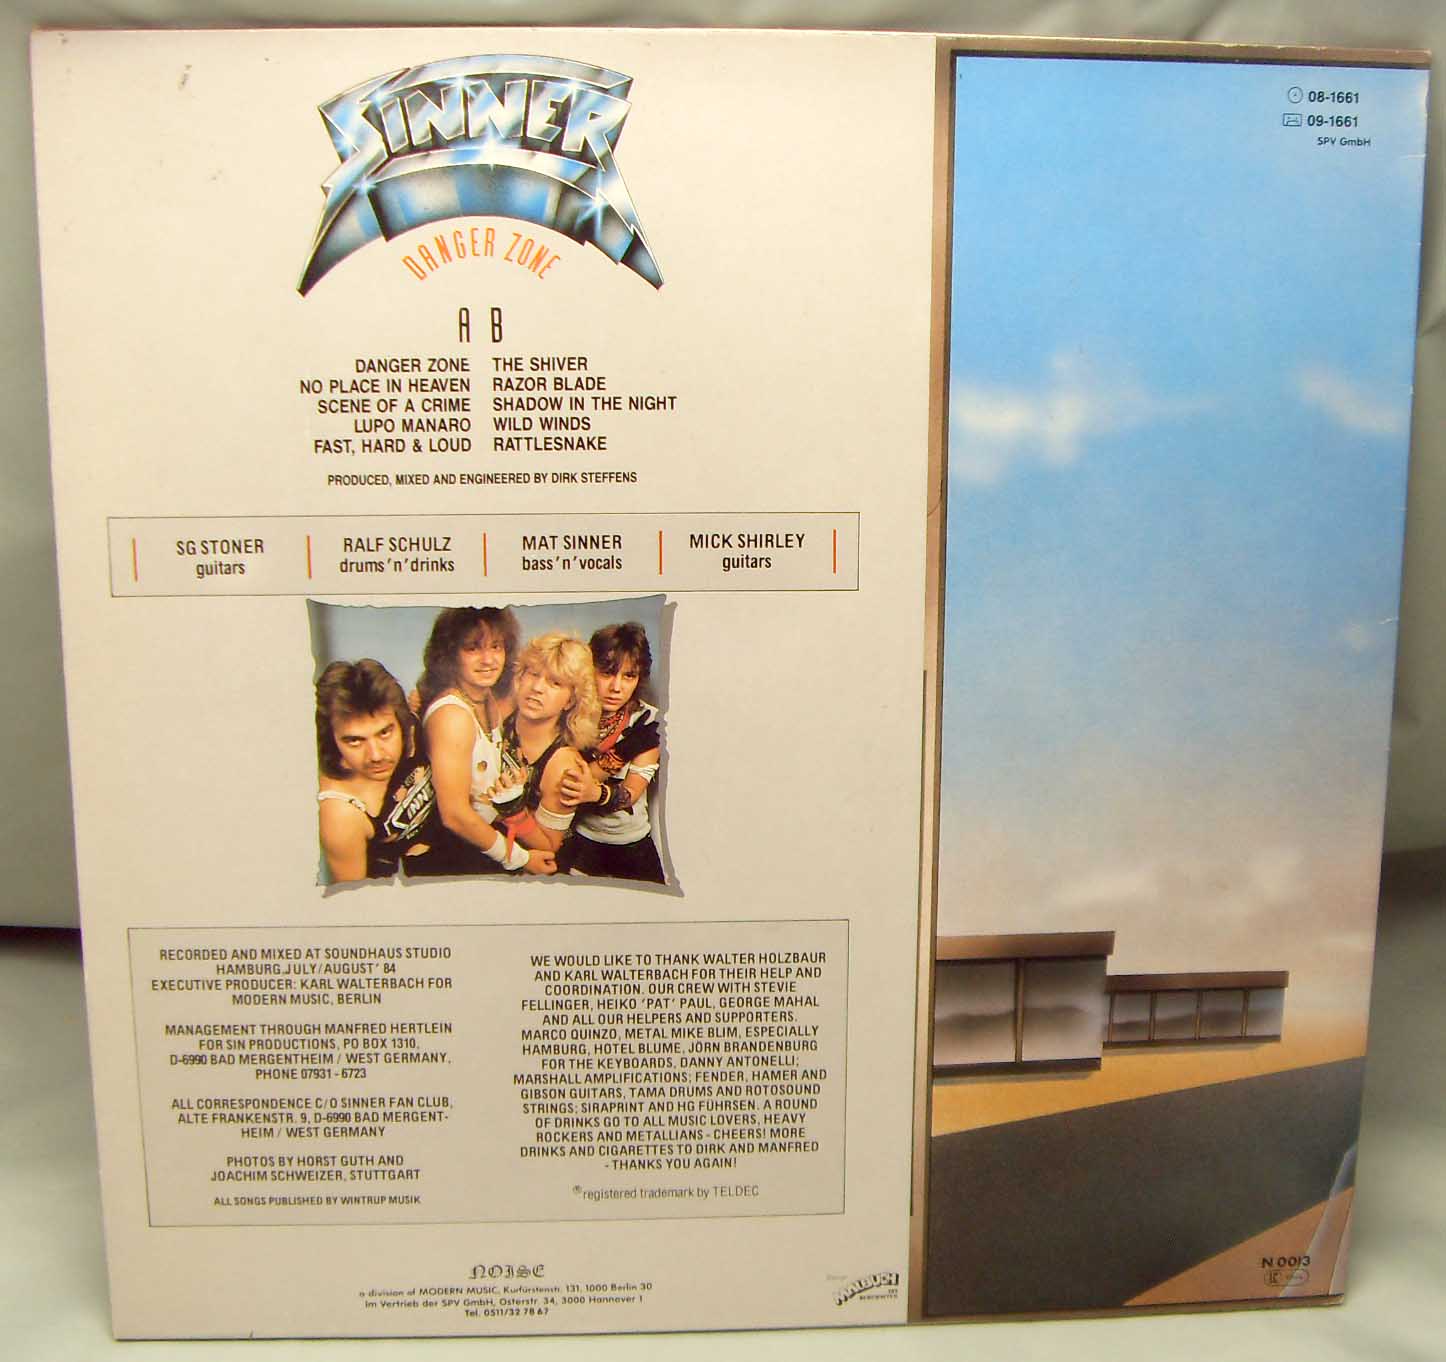 SINNER
DANGER ZONE
A B
DANGER ZONE THE SHIVER
NO PLACE IN HEAVEN RAZOR BLADE
SCENE OF A CRIME SHADOW IN THE NIGHT
LUPO MANARO WILD WINDS
FAST, HARD & LOUD RATTLESNAKE
PRODUCED, MIXED AND ENGINEERED BY DIRK STEFFENS
SG STONER
guitars
RALF SCHULZ
drums'n'drinks
MAT SINNER
bass'n'vocals
MICK SHIRLEY
guitars
RECORDED AND MIXED AT SOUNDHAUS STUDIO
HAMBURG, JULY/AUGUST' 84
EXECUTIVE PRODUCER: KARL WALTERBACH FOR
MODERN MUSIC, BERLIN
MANAGEMENT THROUGH MANFRED HERTLEIN
FOR SIN PRODUCTIONS, PO BOX 1310,
D-6990 BAD MERGENTHEIM / WEST GERMANY,
PHONE 07931 - 6723
ALL CORRESPONDENCE C/O SINNER FAN CLUB,
ALTE FRANKENSTR. 9, D-6990 BAD MERGENT-
HEIM / WEST GERMANY
PHOTOS BY HORST GUTH AND
JOACHIM SCHWEIZER, STUTTGART
ALL SONGS PUBLISHED BY WINTRUP MUSIK
WE WOULD LIKE TO THANK WALTER HOLZBAUR
AND KARL WALTERBACH FOR THEIR HELP AND
COORDINATION. OUR CREW WITH STEVIE
FELLINGER, HEIKO 'PAT' PAUL, GEORGE MAHAL
AND ALL OUR HELPERS AND SUPPORTERS.
MARCO QUINZO, METAL MIKE BLIM, ESPECIALLY
HAMBURG, HOTEL BLUME, JÖRN BRANDENBURG
FOR THE KEYBOARDS, DANNY ANTONELLI;
MARSHALL AMPLIFICATIONS; FENDER, HAMER AND
GIBSON GUITARS, TAMA DRUMS AND ROTOSOUND
STRINGS; SIRAPRINT AND HG FÜHRSEN. A ROUND
OF DRINKS GO TO ALL MUSIC LOVERS, HEAVY
ROCKERS AND METALLIANS - CHEERS! MORE
DRINKS AND CIGARETTES TO DIRK AND MANFRED
- THANKS YOU AGAIN!
® registered trademark by TELDEC
NOISE
a division of MODERN MUSIC, Kurfürstenstr. 131, 1000 Berlin 30
Im Vertrieb der SPV GmbH, Osterstr. 34, 3000 Hannover 1
Tel. 0511/32 78 67
MALBUCH
08-1661
09-1661
SPV GmbH
N 0013
SINNER